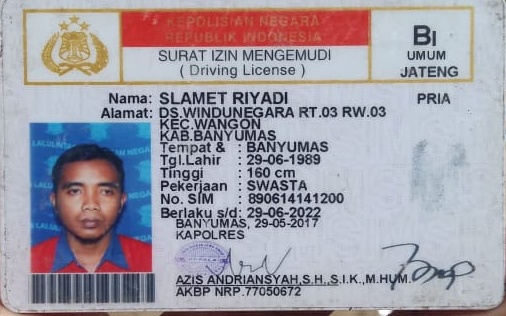 KEPOLISIAN NEGARA
REPUBLIK INDONESIA
SURAT IZIN MENGEMUDI
( Driving License )
BI
UMUM
JATENG
Nama: SLAMET RIYADI PRIA
Alamat: DS.WINDUNEGARA RT.03 RW.03
KEC.WANGON
KAB.BANYUMAS
Tempat & : BANYUMAS
Tgl.Lahir : 29-06-1989
Tinggi : 160 cm
Pekerjaan : SWASTA
No. SIM : 890614141200
Berlaku s/d: 29-06-2022
BANYUMAS, 29-05-2017
KAPOLRES
AZIS ANDRIANSYAH,S.H.,S.I.K.,M.HUM.
AKBP NRP.77050672